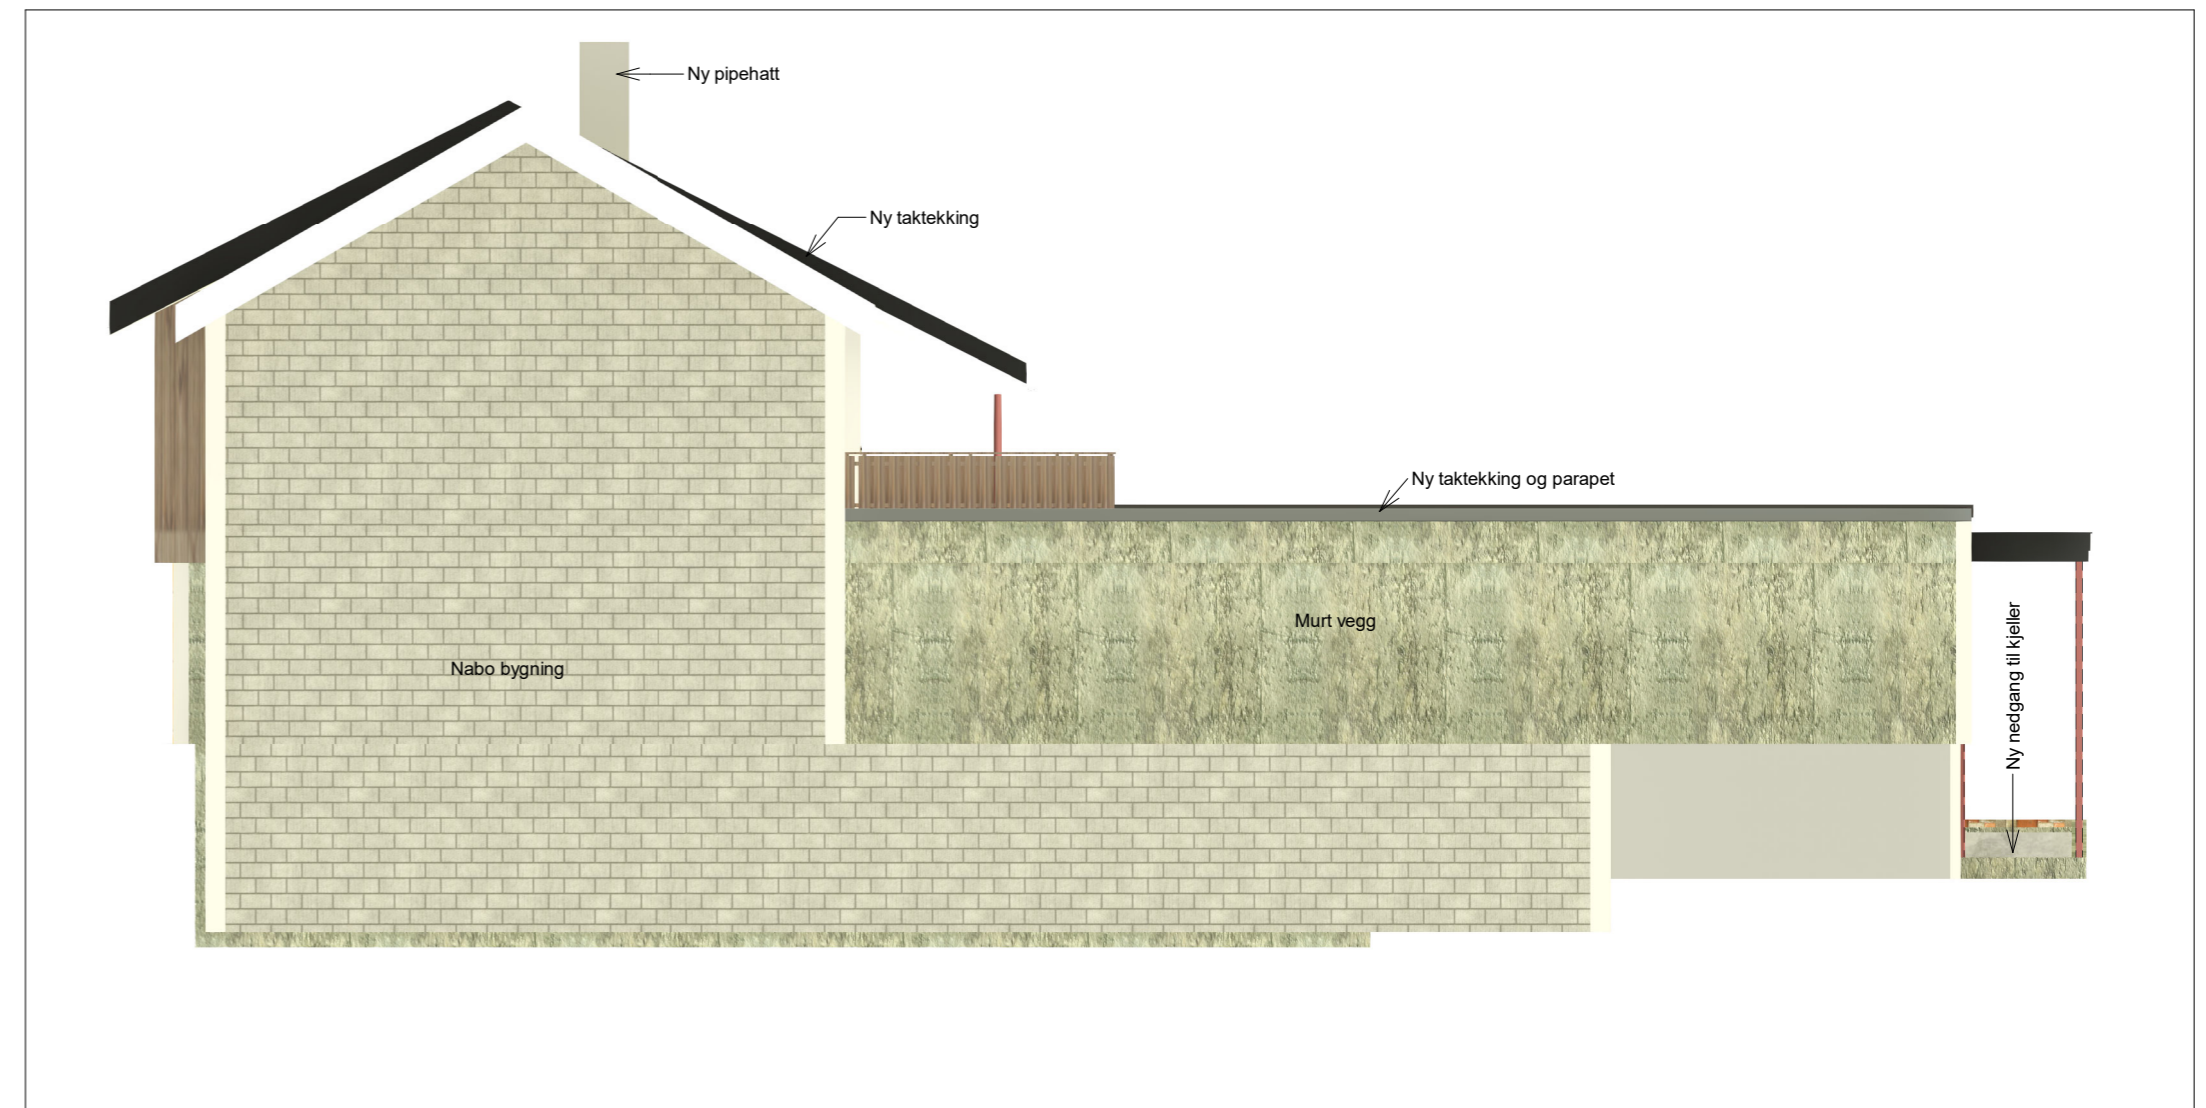 Ny pipehatt
Ny taktekking
Ny taktekking og parapet
Murt vegg
Nabo bygning
Ny nedgang til kjeller